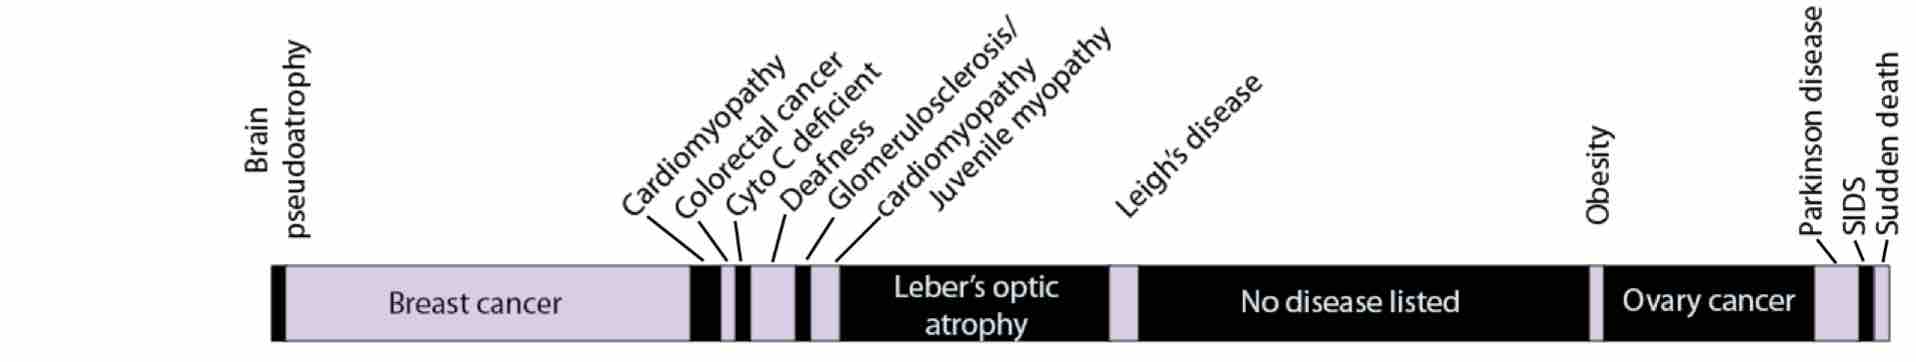 Brain
pseudoatrophy
Breast cancer
Cardiomyopathy
Colorectal cancer
Cyto C deficient
Deafness
Glomerulosclerosis/
cardiomyopathy
Juvenile myopathy
Leber's optic
atrophy
Leigh's disease
No disease listed
Obesity
Ovary cancer
Parkinson disease
SIDS
Sudden death